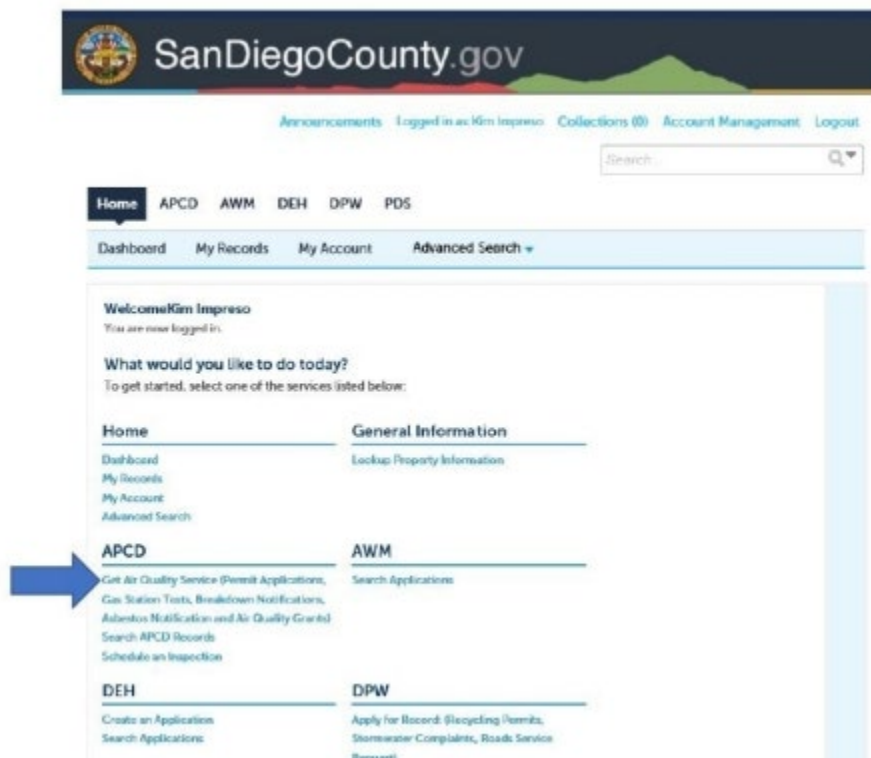 SanDiegoCounty.gov
Announcements Logged in as Kim Impreso Collections (0) Account Management Logout
Search...
Home APCD AWM DEH DPW PDS
Dashboard My Records My Account Advanced Search
WelcomeKim Impreso
You are now logged in.
What would you like to do today?
To get started, select one of the services listed below:
Home
Dashboard
My Records
My Account
Advanced Search
General Information
Lookup Property Information
APCD
Get Air Quality Service (Permit Applications,
Gas Station Tests, Breakdown Notifications,
Asbestos Notification and Air Quality Grants)
Search APCD Records
Schedule an Inspection
AWM
Search Applications
DEH
Create an Application
Search Applications
DPW
Apply for Record: (Recycling Permits,
Stormwater Complaints, Roads Service